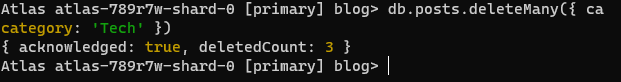 Atlas atlas-789r7w-shard-0 [primary] blog> db.posts.deleteMany({ ca
category: 'Tech' })
{ acknowledged: true, deletedCount: 3 }
Atlas atlas-789r7w-shard-0 [primary] blog>